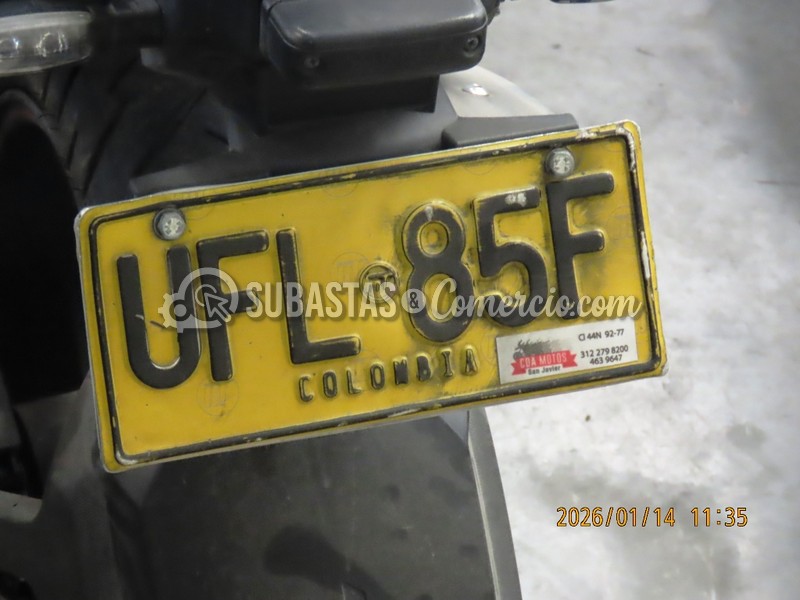 UFL 85F
COLOMBIA
SUBASTAS & Comercio.com
CDA MOTOS
San Javier
Cl 44N 92-77
312 279 8200
463 9647
2026/01/14 11:35